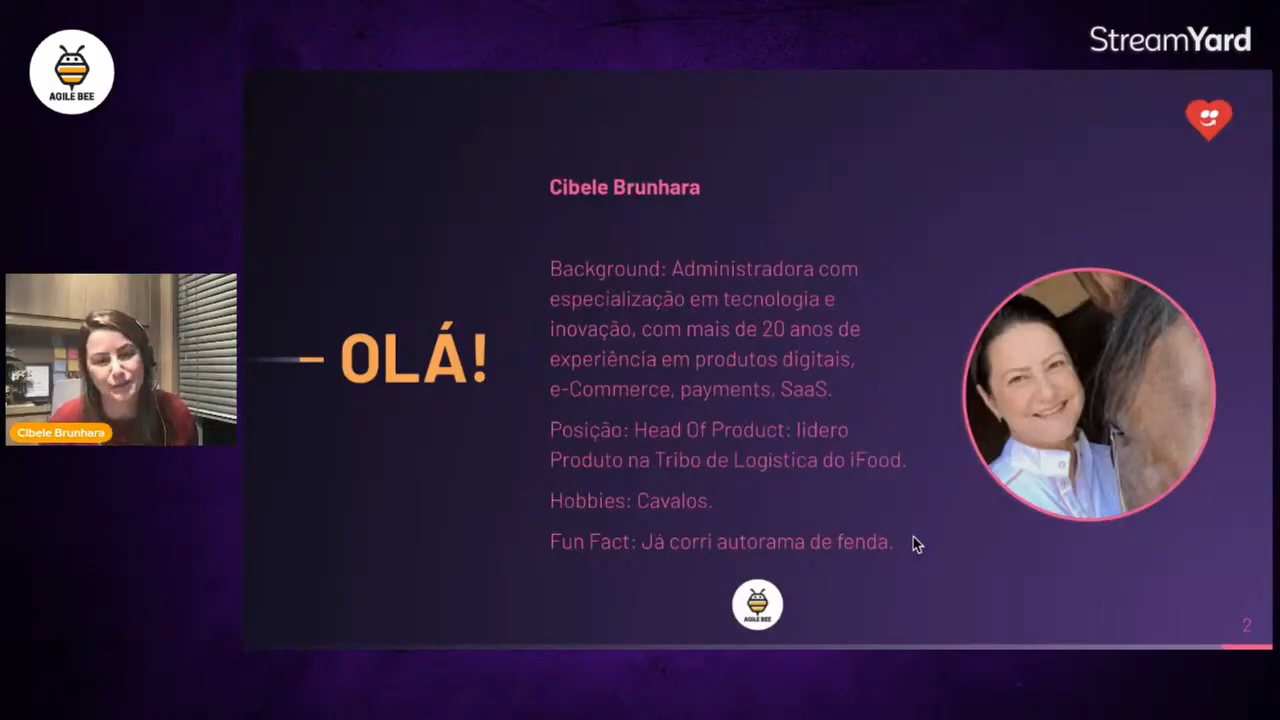 AGILE BEE
StreamYard
Cibele Brunhara
Background: Administradora com
especialização em tecnologia e
inovação, com mais de 20 anos de
experiência em produtos digitais,
e-Commerce, payments, SaaS.
OLÁ!
Posição: Head Of Product: lidero
Produto na Tribo de Logística do iFood.
Hobbies: Cavalos.
Fun Fact: Já corri autorama de fenda.
Cibele Brunhara
AGILE BEE
2